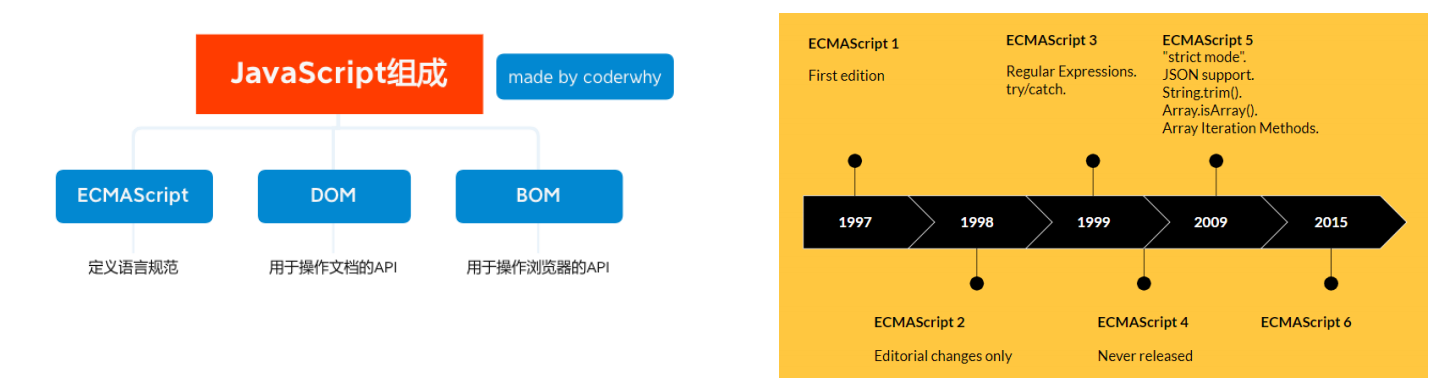 JavaScript组成
made by coderwhy
ECMAScript
DOM
BOM
定义语言规范
用于操作文档的API
用于操作浏览器的API
ECMAScript 1
First edition
ECMAScript 3
Regular Expressions.
try/catch.
ECMAScript 5
"strict mode".
JSON support.
String.trim().
Array.isArray().
Array Iteration Methods.
1997
1998
1999
2009
2015
ECMAScript 2
Editorial changes only
ECMAScript 4
Never released
ECMAScript 6